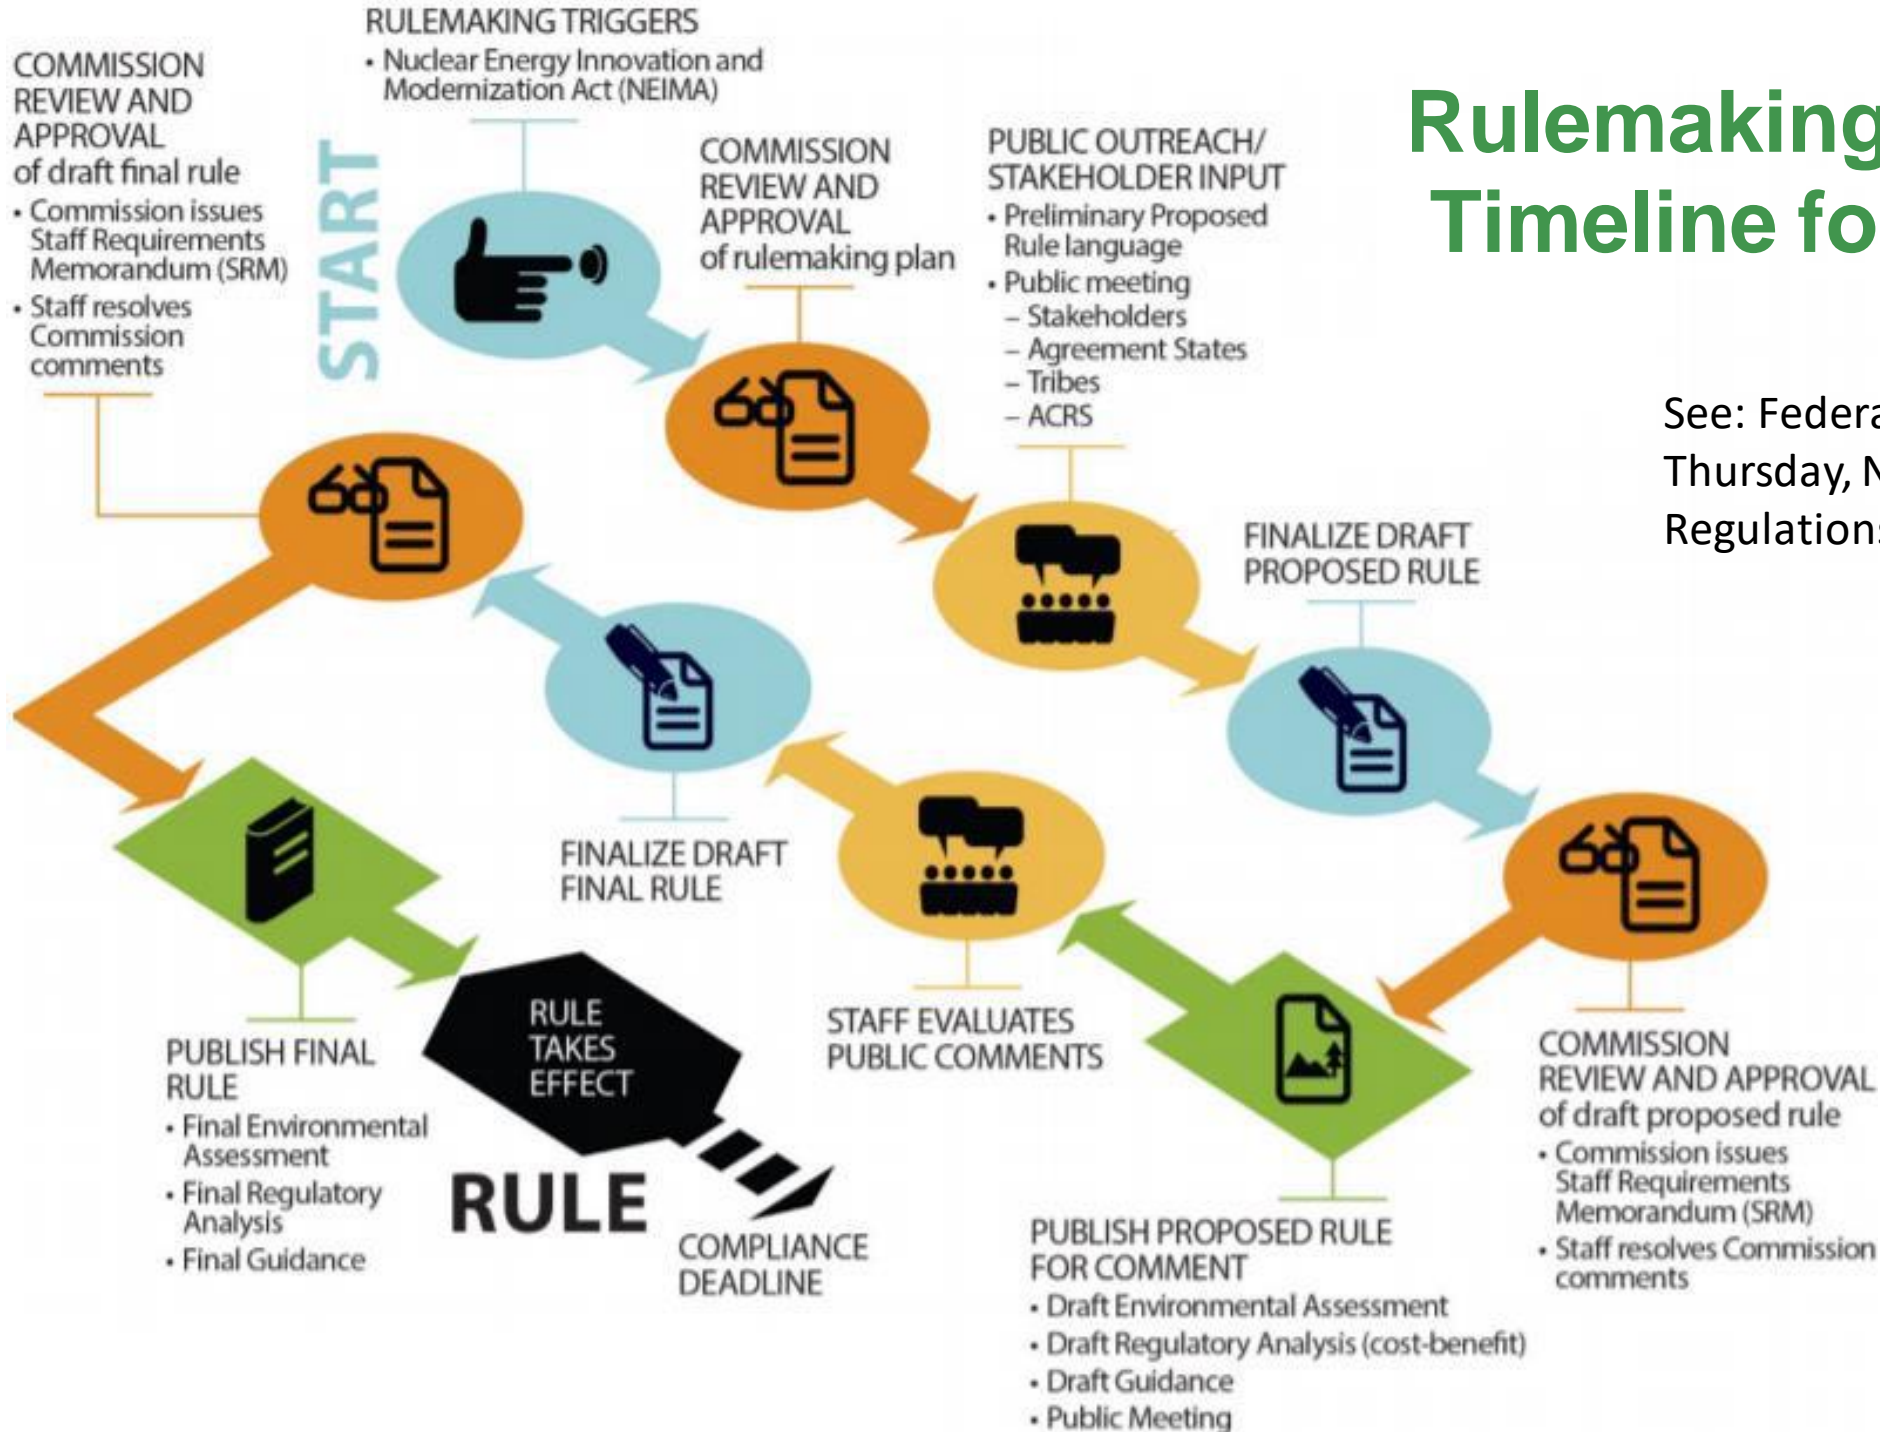 Rulemaking
Timeline fo
See: Federa
Thursday, N
Regulations
START
RULEMAKING TRIGGERS
• Nuclear Energy Innovation and
Modernization Act (NEIMA)
COMMISSION
REVIEW AND
APPROVAL
of rulemaking plan
PUBLIC OUTREACH/
STAKEHOLDER INPUT
• Preliminary Proposed
Rule language
• Public meeting
– Stakeholders
– Agreement States
– Tribes
– ACRS
FINALIZE DRAFT
PROPOSED RULE
COMMISSION
REVIEW AND APPROVAL
of draft proposed rule
• Commission issues
Staff Requirements
Memorandum (SRM)
• Staff resolves Commission
comments
PUBLISH PROPOSED RULE
FOR COMMENT
• Draft Environmental Assessment
• Draft Regulatory Analysis (cost-benefit)
• Draft Guidance
• Public Meeting
STAFF EVALUATES
PUBLIC COMMENTS
FINALIZE DRAFT
FINAL RULE
COMMISSION
REVIEW AND
APPROVAL
of draft final rule
• Commission issues
Staff Requirements
Memorandum (SRM)
• Staff resolves
Commission
comments
PUBLISH FINAL
RULE
• Final Environmental
Assessment
• Final Regulatory
Analysis
• Final Guidance
RULE
TAKES
EFFECT
RULE
COMPLIANCE
DEADLINE